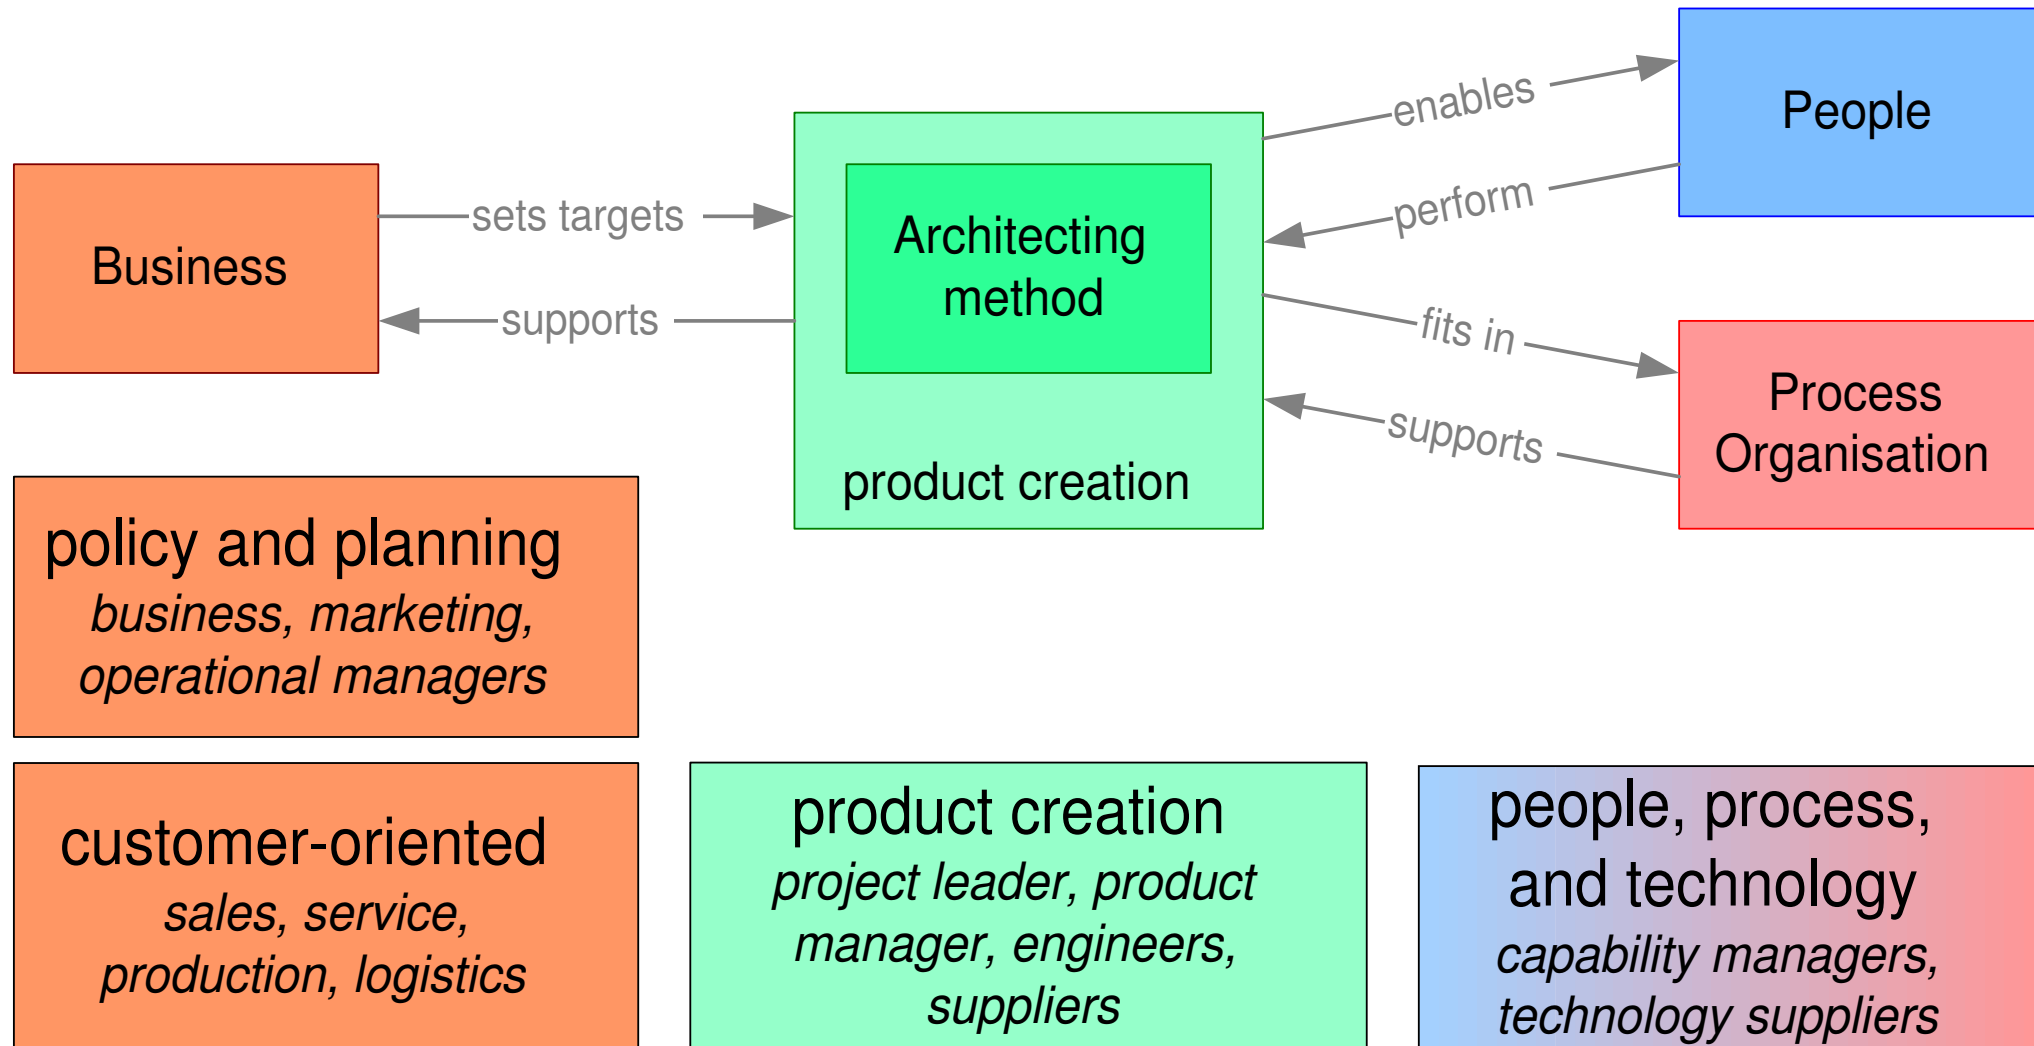 enables
People
perform
Business
sets targets
supports
Architecting
method
product creation
fits in
supports
Process
Organisation
policy and planning
business, marketing,
operational managers
customer-oriented
sales, service,
production, logistics
product creation
project leader, product
manager, engineers,
suppliers
people, process,
and technology
capability managers,
technology suppliers